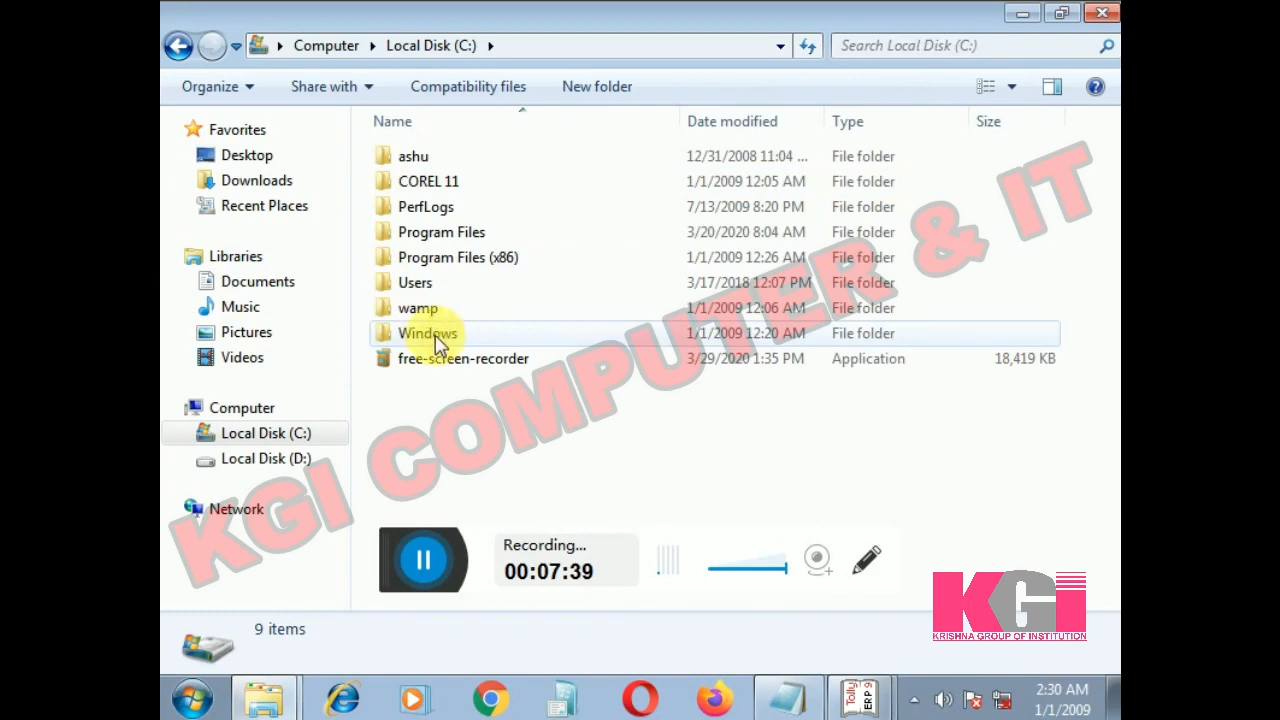 Computer Local Disk (C:)
Search Local Disk (C:)
Organize Share with Compatibility files New folder
Name Date modified Type Size
Favorites
Desktop
Downloads
Recent Places
Libraries
Documents
Music
Pictures
Videos
Computer
Local Disk (C:)
Local Disk (D:)
Network
ashu 12/31/2008 11:04 ... File folder
COREL 11 1/1/2009 12:05 AM File folder
PerfLogs 7/13/2009 8:20 PM File folder
Program Files 3/20/2020 8:04 AM File folder
Program Files (x86) 1/1/2009 12:26 AM File folder
Users 3/17/2018 12:07 PM File folder
wamp 1/1/2009 12:06 AM File folder
Windows 1/1/2009 12:20 AM File folder
free-screen-recorder 3/29/2020 1:35 PM Application 18,419 KB
KGI COMPUTER & IT
Recording...
00:07:39
KGI
KRISHNA GROUP OF INSTITUTION
9 items
Tally
ERP 9
2:30 AM
1/1/2009